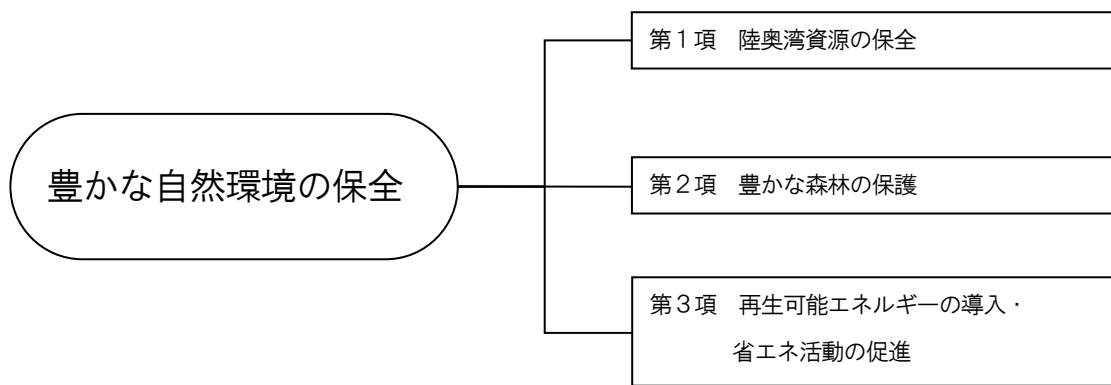 豊かな自然環境の保全
第１項　陸奥湾資源の保全
第２項　豊かな森林の保護
第３項　再生可能エネルギーの導入・
省エネ活動の促進